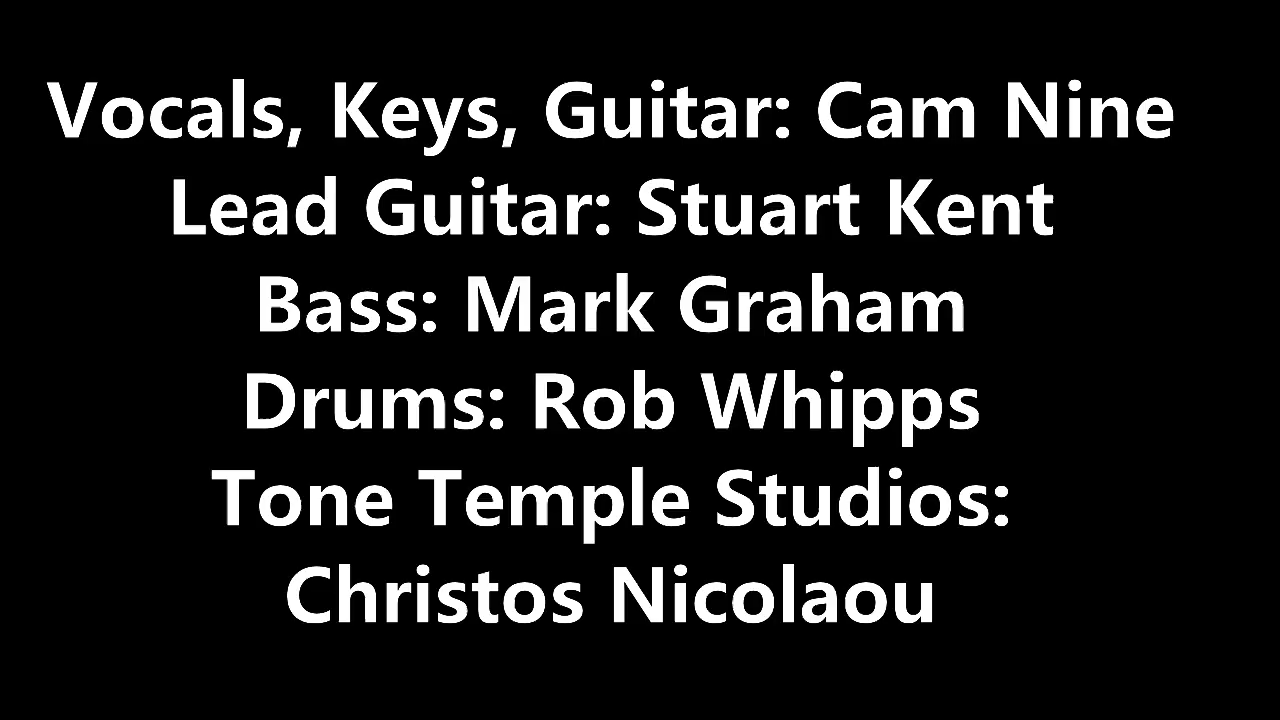 Vocals, Keys, Guitar: Cam Nine
Lead Guitar: Stuart Kent
Bass: Mark Graham
Drums: Rob Whipps
Tone Temple Studios:
Christos Nicolaou